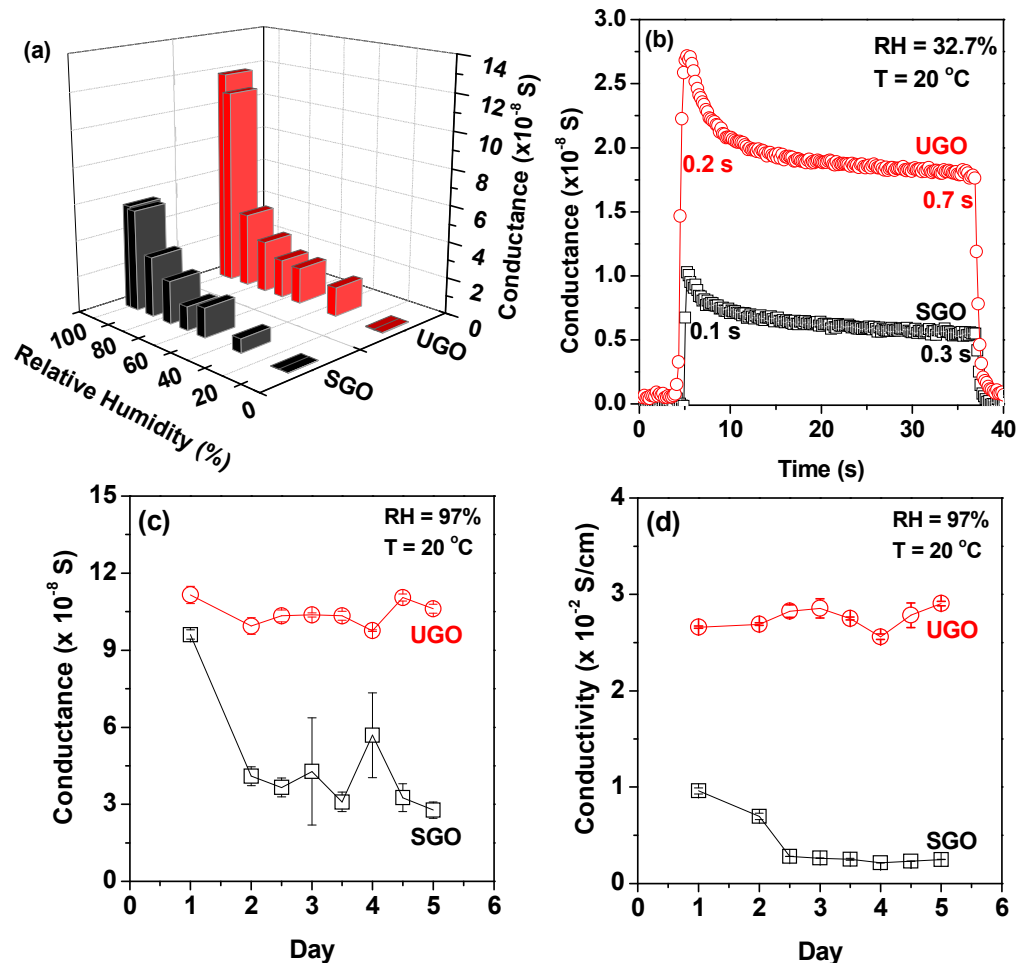 (a)
14
12
10
8
6
4
2
0
Conductance (x10⁻⁸ S)
UGO
SGO
100
80
60
40
20
0
Relative Humidity (%)
(b)
RH = 32.7%
T = 20 °C
3.0
2.5
2.0
1.5
1.0
0.5
0.0
Conductance (x10⁻⁸ S)
UGO
0.2 s
0.7 s
SGO
0.1 s
0.3 s
0
10
20
30
40
Time (s)
(c)
RH = 97%
T = 20 °C
15
12
9
6
3
0
Conductance (x 10⁻⁸ S)
UGO
SGO
0 1 2 3 4 5 6
Day
(d)
RH = 97%
T = 20 °C
4
3
2
1
0
Conductivity (x 10⁻² S/cm)
UGO
SGO
0 1 2 3 4 5 6
Day